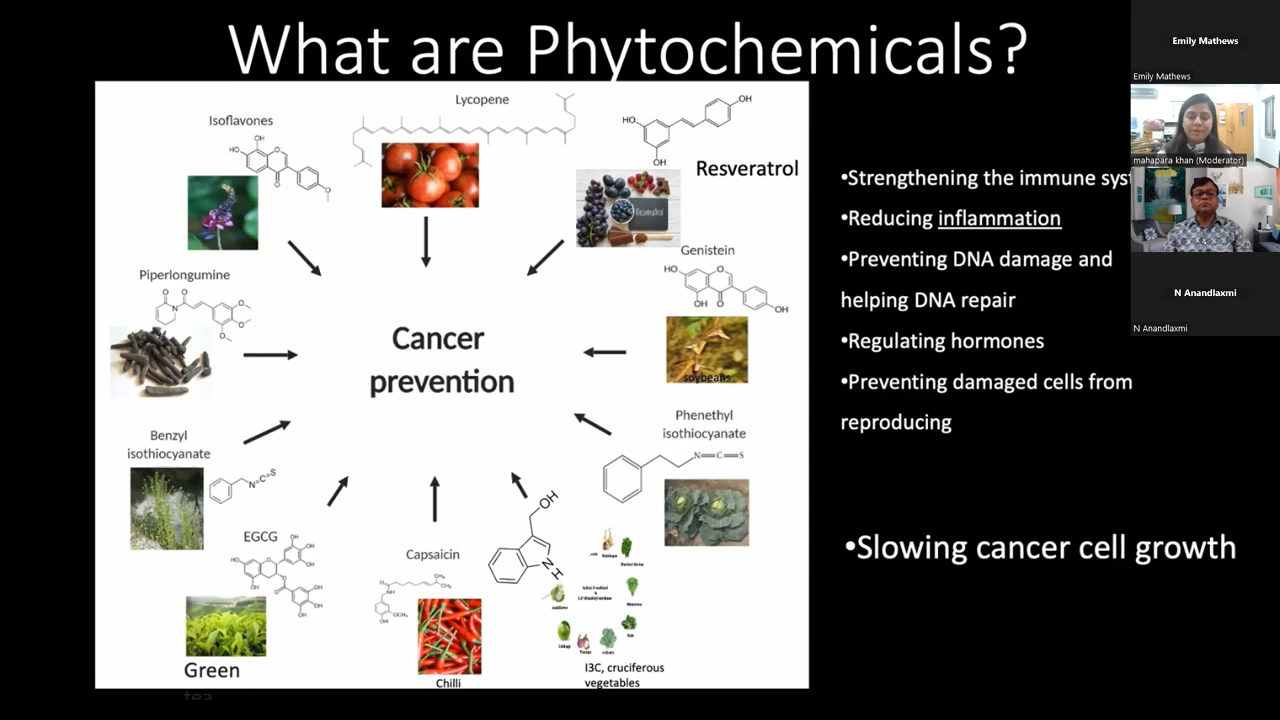 What are Phytochemicals?
Emily Mathews
Emily Mathews
mahapara khan (Moderator)
N Anandlaxmi
N Anandlaxmi
Lycopene
Isoflavones
Resveratrol
Resveratrol
Genistein
Piperlongumine
Cancer
prevention
soybeans
Phenethyl
isothiocyanate
Benzyl
isothiocyanate
EGCG
Capsaicin
Green
tea
Chilli
I3C, cruciferous
vegetables
•Strengthening the immune syst
•Reducing inflammation
•Preventing DNA damage and
helping DNA repair
•Regulating hormones
•Preventing damaged cells from
reproducing
•Slowing cancer cell growth